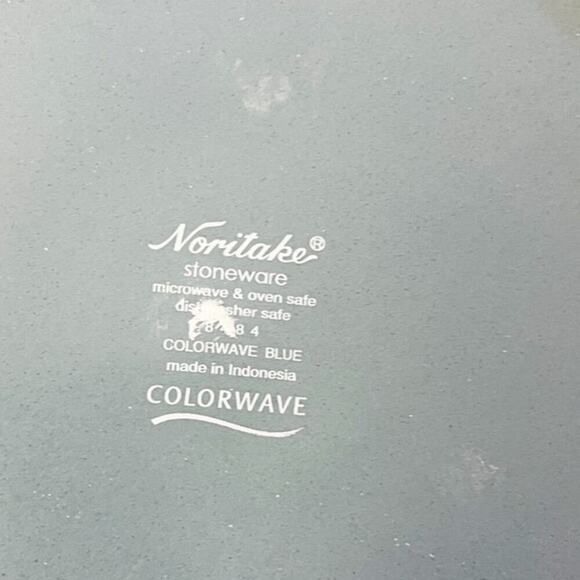 Noritake®
stoneware
microwave & oven safe
safe
COLORWAVE BLUE
made in Indonesia
COLORWAVE